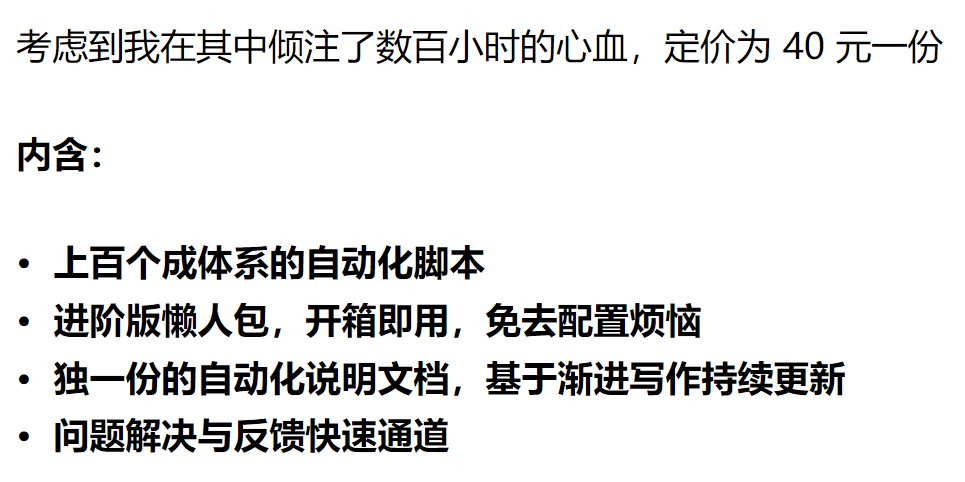 考虑到我在其中倾注了数百小时的心血，定价为 40 元一份
内含：
• 上百个成体系的自动化脚本
• 进阶版懒人包，开箱即用，免去配置烦恼
• 独一份的自动化说明文档，基于渐进写作持续更新
• 问题解决与反馈快速通道